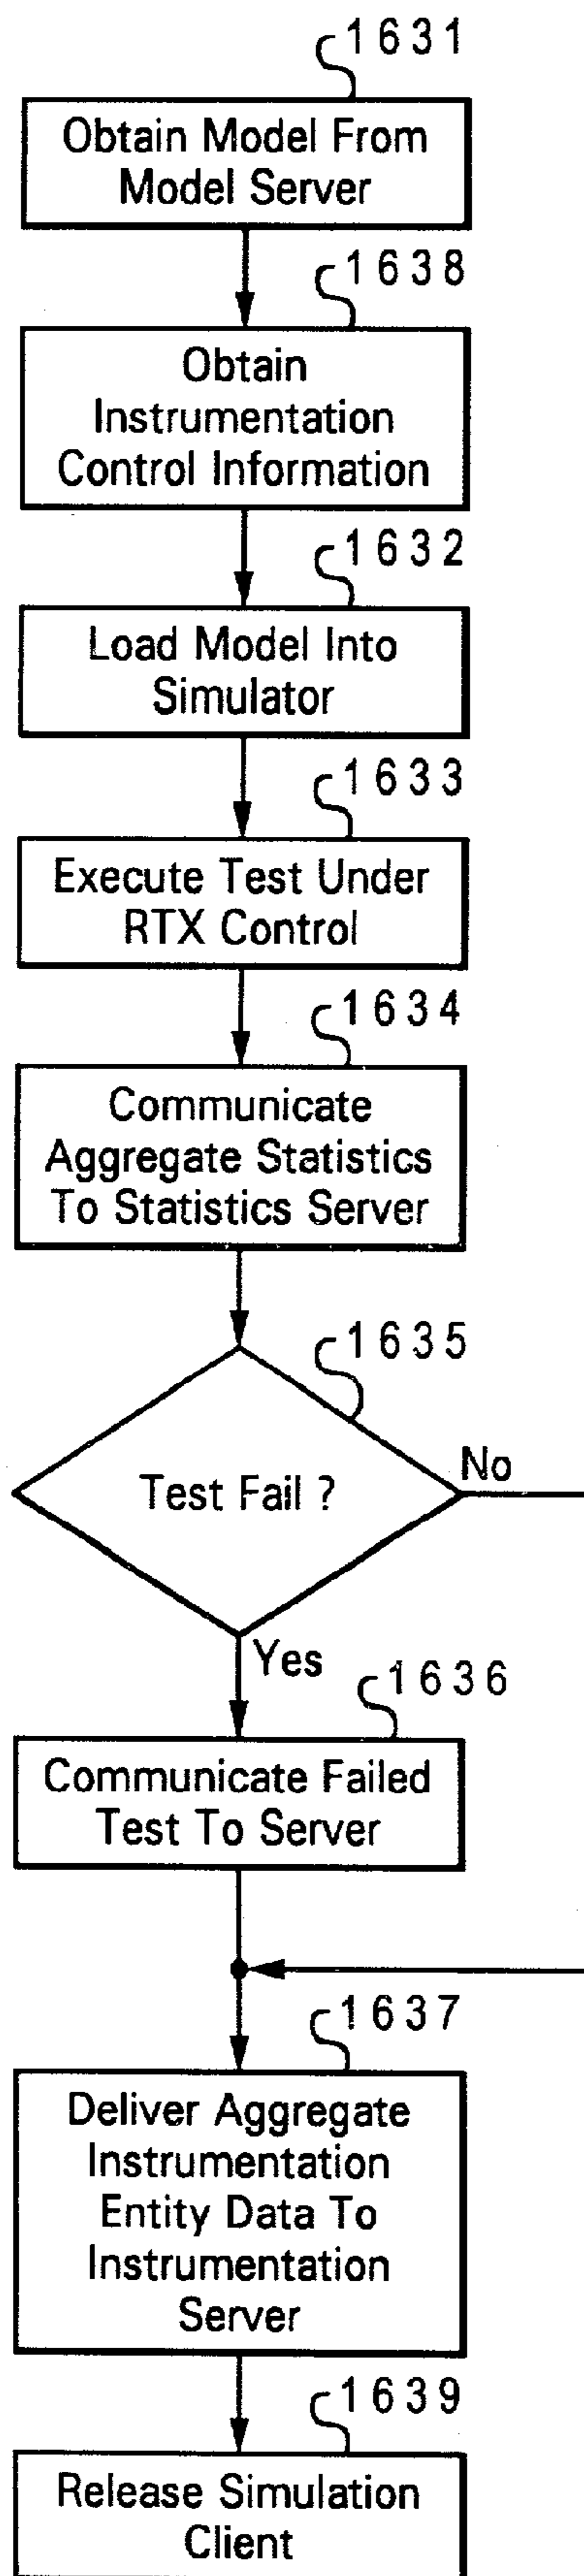 1631
Obtain Model From
Model Server
1638
Obtain
Instrumentation
Control Information
1632
Load Model Into
Simulator
1633
Execute Test Under
RTX Control
1634
Communicate
Aggregate Statistics
To Statistics Server
1635
Test Fail ?
No
Yes
1636
Communicate Failed
Test To Server
1637
Deliver Aggregate
Instrumentation
Entity Data To
Instrumentation
Server
1639
Release Simulation
Client